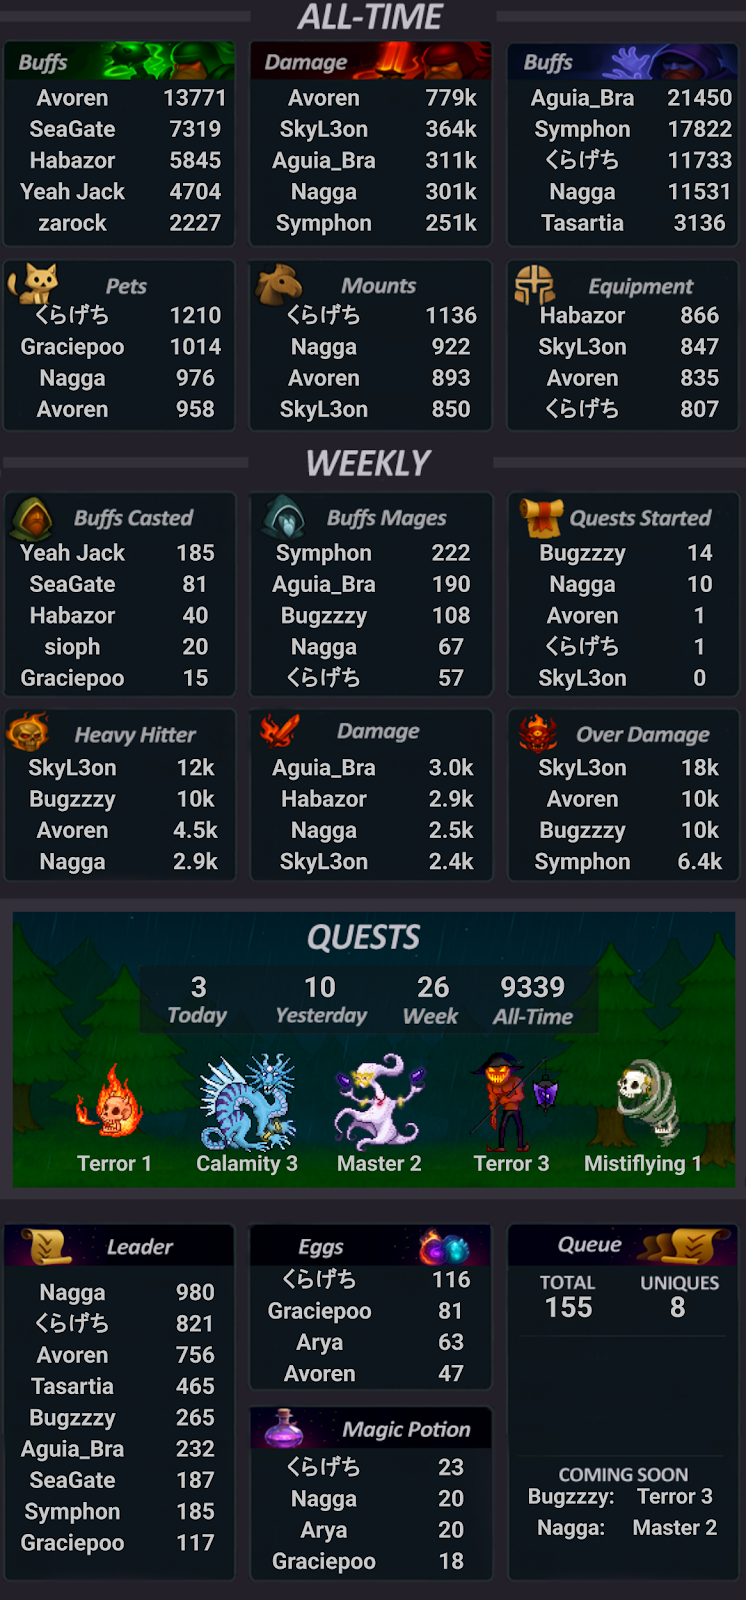 ALL-TIME
Buffs
Avoren 13771
SeaGate 7319
Habazor 5845
Yeah Jack 4704
zarock 2227
Damage
Avoren 779k
SkyL3on 364k
Aguia_Bra 311k
Nagga 301k
Symphon 251k
Buffs
Aguia_Bra 21450
Symphon 17822
くらげち 11733
Nagga 11531
Tasartia 3136
Pets
くらげち 1210
Graciepoo 1014
Nagga 976
Avoren 958
Mounts
くらげち 1136
Nagga 922
Avoren 893
SkyL3on 850
Equipment
Habazor 866
SkyL3on 847
Avoren 835
くらげち 807
WEEKLY
Buffs Casted
Yeah Jack 185
SeaGate 81
Habazor 40
sioph 20
Graciepoo 15
Buffs Mages
Symphon 222
Aguia_Bra 190
Bugzzzy 108
Nagga 67
くらげち 57
Quests Started
Bugzzzy 14
Nagga 10
Avoren 1
くらげち 1
SkyL3on 0
Heavy Hitter
SkyL3on 12k
Bugzzzy 10k
Avoren 4.5k
Nagga 2.9k
Damage
Aguia_Bra 3.0k
Habazor 2.9k
Nagga 2.5k
SkyL3on 2.4k
Over Damage
SkyL3on 18k
Avoren 10k
Bugzzzy 10k
Symphon 6.4k
QUESTS
3 10 26 9339
Today Yesterday Week All-Time
Terror 1 Calamity 3 Master 2 Terror 3 Mistiflying 1
Leader
Nagga 980
くらげち 821
Avoren 756
Tasartia 465
Bugzzzy 265
Aguia_Bra 232
SeaGate 187
Symphon 185
Graciepoo 117
Eggs
くらげち 116
Graciepoo 81
Arya 63
Avoren 47
Magic Potion
くらげち 23
Nagga 20
Arya 20
Graciepoo 18
Queue
TOTAL UNIQUES
155 8
COMING SOON
Bugzzzy: Terror 3
Nagga: Master 2